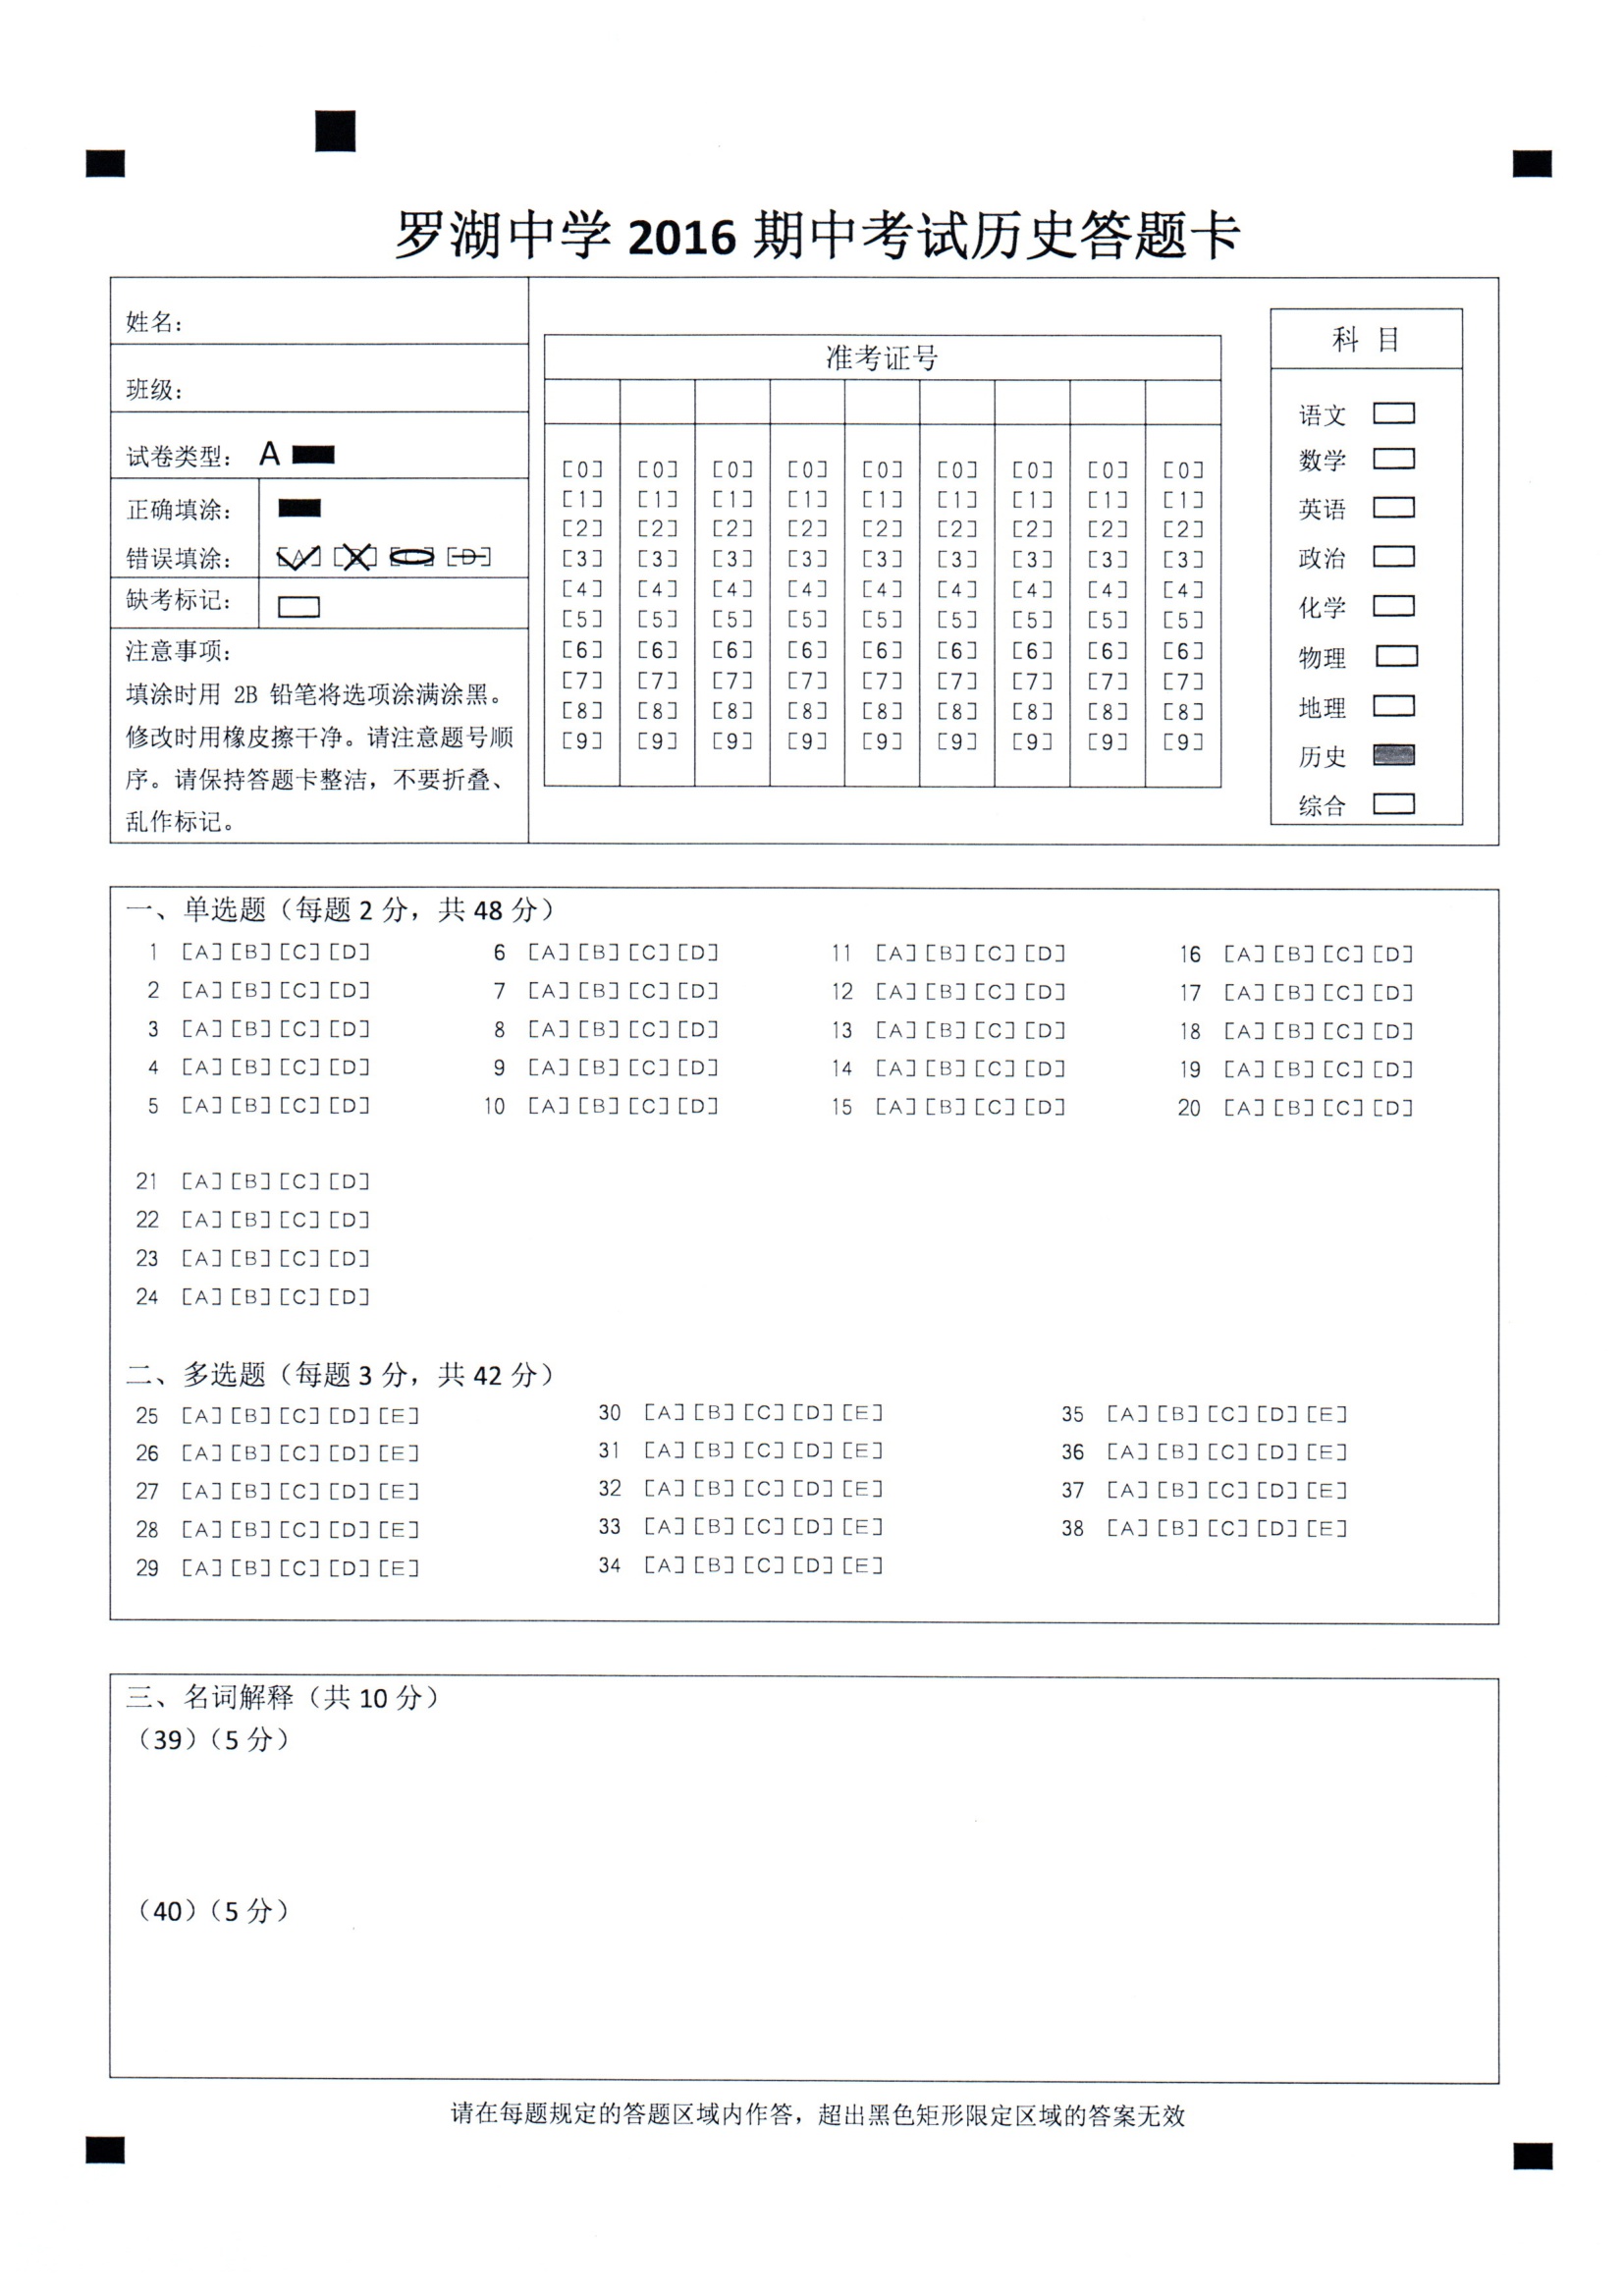 罗湖中学 2016 期中考试历史答题卡
姓名：
班级：
试卷类型： A
正确填涂：
错误填涂： [A] [B] [C] [D]
缺考标记：
注意事项：
填涂时用 2B 铅笔将选项涂满涂黑。
修改时用橡皮擦干净。请注意题号顺
序。请保持答题卡整洁，不要折叠、
乱作标记。
准考证号
[0] [0] [0] [0] [0] [0] [0] [0] [0]
[1] [1] [1] [1] [1] [1] [1] [1] [1]
[2] [2] [2] [2] [2] [2] [2] [2] [2]
[3] [3] [3] [3] [3] [3] [3] [3] [3]
[4] [4] [4] [4] [4] [4] [4] [4] [4]
[5] [5] [5] [5] [5] [5] [5] [5] [5]
[6] [6] [6] [6] [6] [6] [6] [6] [6]
[7] [7] [7] [7] [7] [7] [7] [7] [7]
[8] [8] [8] [8] [8] [8] [8] [8] [8]
[9] [9] [9] [9] [9] [9] [9] [9] [9]
科 目
语文
数学
英语
政治
化学
物理
地理
历史
综合
一、单选题（每题 2 分，共 48 分）
1 [A] [B] [C] [D] 6 [A] [B] [C] [D] 11 [A] [B] [C] [D] 16 [A] [B] [C] [D]
2 [A] [B] [C] [D] 7 [A] [B] [C] [D] 12 [A] [B] [C] [D] 17 [A] [B] [C] [D]
3 [A] [B] [C] [D] 8 [A] [B] [C] [D] 13 [A] [B] [C] [D] 18 [A] [B] [C] [D]
4 [A] [B] [C] [D] 9 [A] [B] [C] [D] 14 [A] [B] [C] [D] 19 [A] [B] [C] [D]
5 [A] [B] [C] [D] 10 [A] [B] [C] [D] 15 [A] [B] [C] [D] 20 [A] [B] [C] [D]
21 [A] [B] [C] [D]
22 [A] [B] [C] [D]
23 [A] [B] [C] [D]
24 [A] [B] [C] [D]
二、多选题（每题 3 分，共 42 分）
25 [A] [B] [C] [D] [E] 30 [A] [B] [C] [D] [E] 35 [A] [B] [C] [D] [E]
26 [A] [B] [C] [D] [E] 31 [A] [B] [C] [D] [E] 36 [A] [B] [C] [D] [E]
27 [A] [B] [C] [D] [E] 32 [A] [B] [C] [D] [E] 37 [A] [B] [C] [D] [E]
28 [A] [B] [C] [D] [E] 33 [A] [B] [C] [D] [E] 38 [A] [B] [C] [D] [E]
29 [A] [B] [C] [D] [E] 34 [A] [B] [C] [D] [E]
三、名词解释（共 10 分）
（39）（5 分）
（40）（5 分）
请在每题规定的答题区域内作答，超出黑色矩形限定区域的答案无效